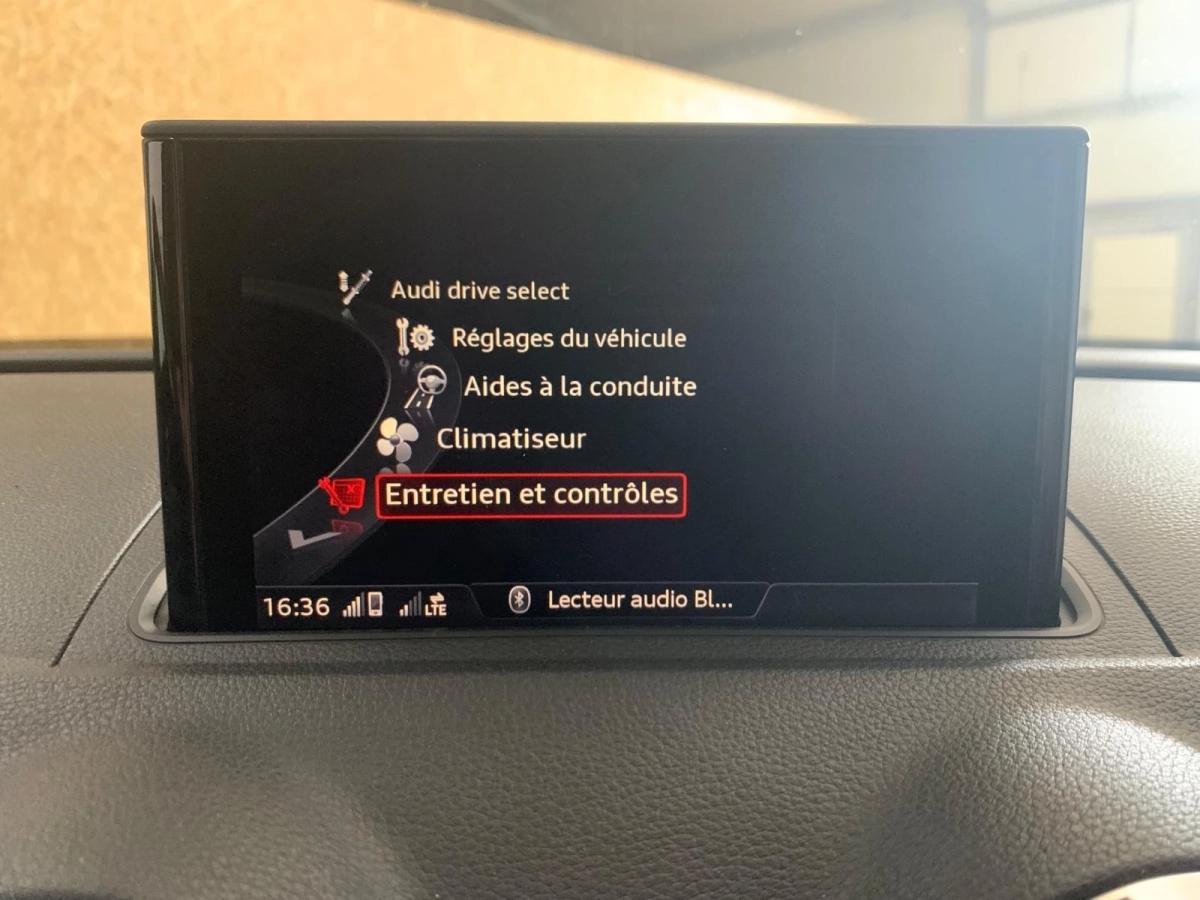 Audi drive select
Réglages du véhicule
Aides à la conduite
Climatiseur
Entretien et contrôles
16:36 LTE Lecteur audio Bl...